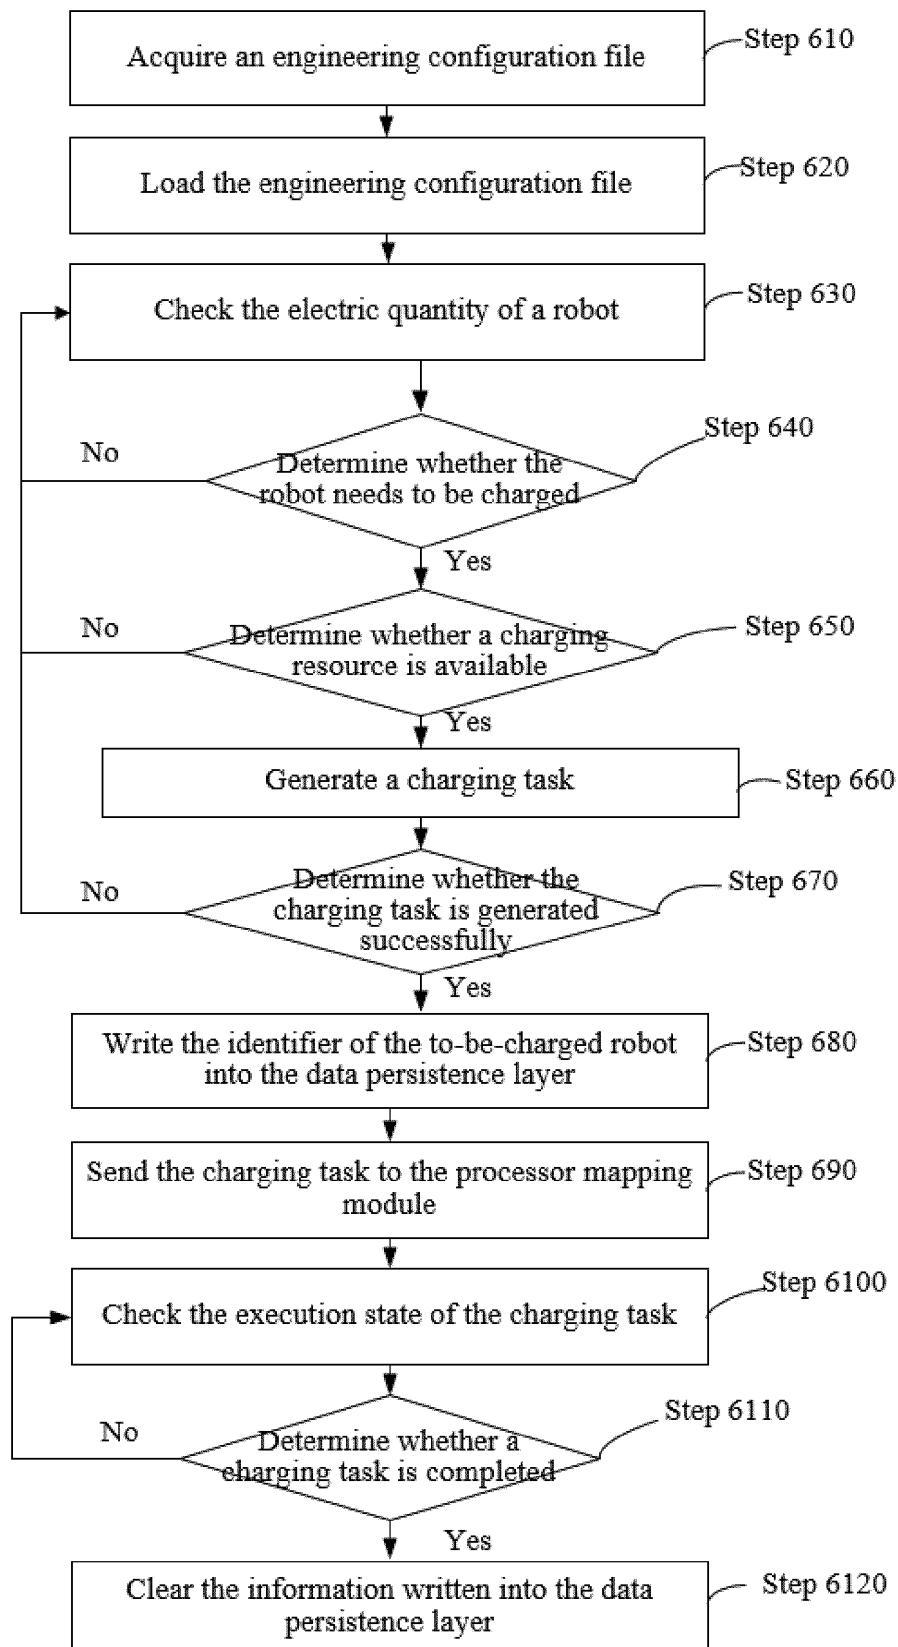 Acquire an engineering configuration file
Step 610
Load the engineering configuration file
Step 620
Check the electric quantity of a robot
Step 630
Step 640
No
Determine whether the
robot needs to be charged
Yes
No
Determine whether a charging
resource is available
Step 650
Yes
Generate a charging task
Step 660
No
Determine whether the
charging task is generated
successfully
Step 670
Yes
Write the identifier of the to-be-charged robot
into the data persistence layer
Step 680
Send the charging task to the processor mapping
module
Step 690
Check the execution state of the charging task
Step 6100
Step 6110
No
Determine whether a
charging task is completed
Yes
Clear the information written into the data
persistence layer
Step 6120